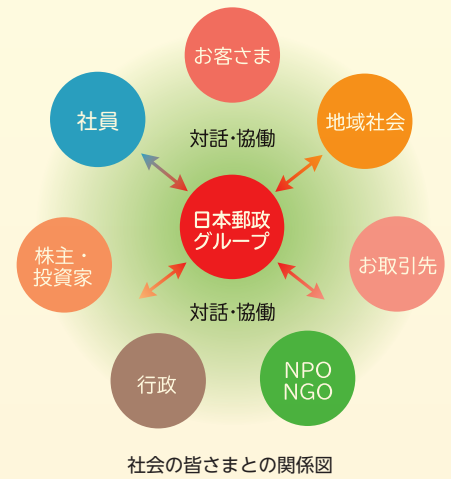 お客さま
社員
地域社会
対話・協働
日本郵政
グループ
株主・
投資家
お取引先
対話・協働
行政
NPO
NGO
社会の皆さまとの関係図